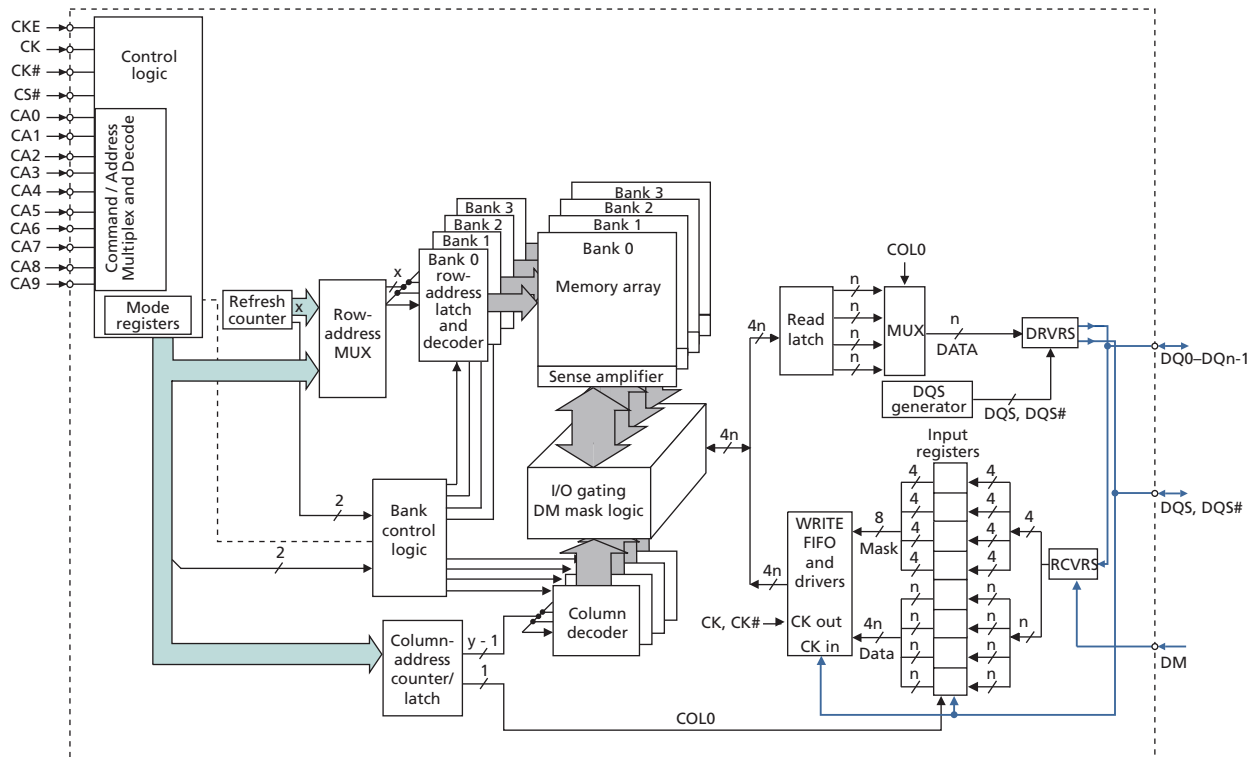 CKE
CK
CK#
CS#
CA0
CA1
CA2
CA3
CA4
CA5
CA6
CA7
CA8
CA9
Control
logic
Command / Address
Multiplex and Decode
Mode
registers
Refresh
counter
x
Row-
address
MUX
x
Bank 3
Bank 2
Bank 1
Bank 0
row-
address
latch
and
decoder
Bank 3
Bank 2
Bank 1
Bank 0
Memory array
Sense amplifier
2
2
Bank
control
logic
I/O gating
DM mask logic
Column
decoder
Column-
address
counter/
latch
y - 1
1
COL0
4n
4n
4n
Read
latch
n
n
n
n
COL0
MUX
n
DATA
DRVRS
DQS
generator
DQS, DQS#
DQ0–DQn-1
DQS, DQS#
DM
RCVRS
Input
registers
4
4
4
4
n
n
n
n
4
4
4
4
n
n
n
n
4
n
8
Mask
4n
Data
WRITE
FIFO
and
drivers
CK out
CK in
CK, CK#